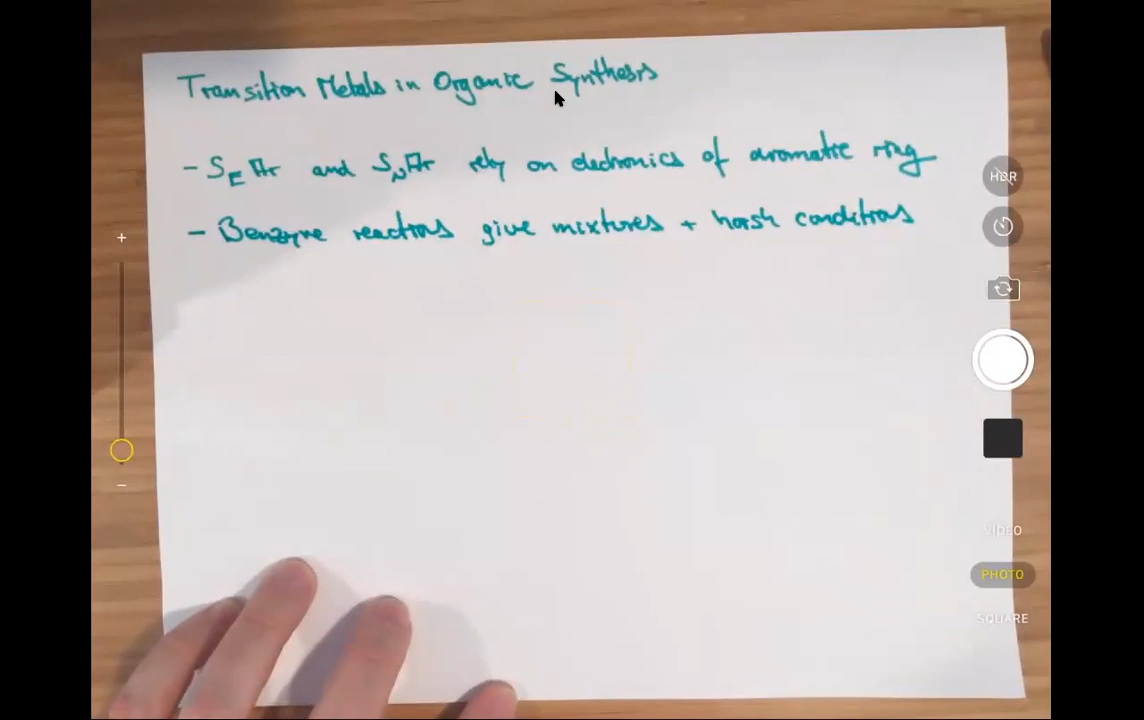 Transition Metals in Organic Synthesis
- SEAr and SNAr rely on electronics of aromatic ring
- Benzyne reactions give mixtures + harsh conditions
HDR
+
-
VIDEO
PHOTO
SQUARE